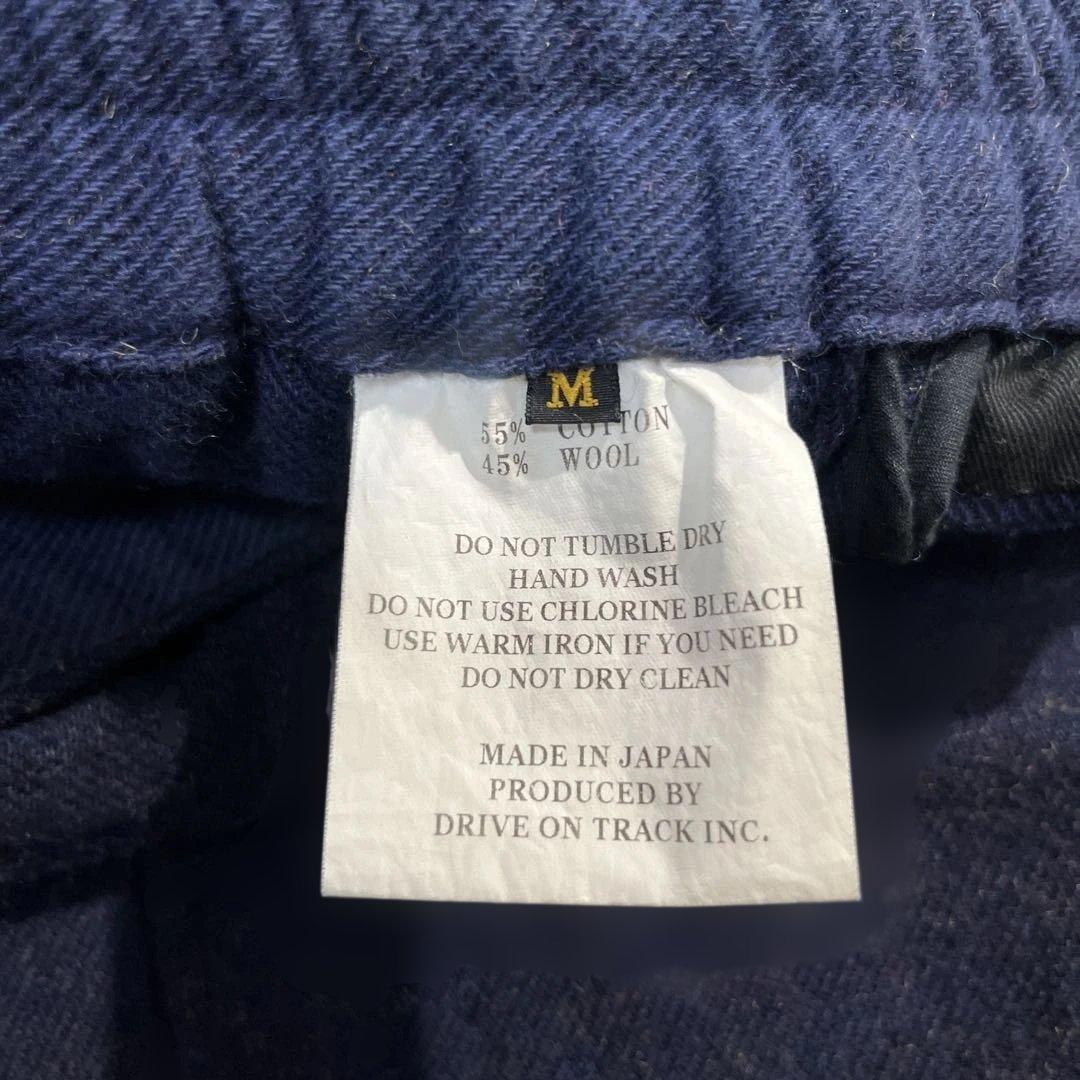 M
55% COTTON
45% WOOL
DO NOT TUMBLE DRY
HAND WASH
DO NOT USE CHLORINE BLEACH
USE WARM IRON IF YOU NEED
DO NOT DRY CLEAN
MADE IN JAPAN
PRODUCED BY
DRIVE ON TRACK INC.